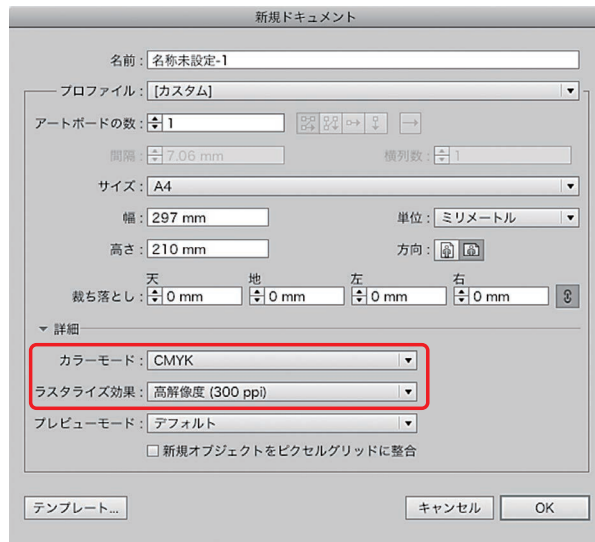 新規ドキュメント
名前：名称未設定-1
プロファイル：[カスタム]
アートボードの数：1
間隔：7.06 mm 横列数：1
サイズ：A4
幅：297 mm 単位：ミリメートル
高さ：210 mm 方向：
天 地 左 右
裁ち落とし：0 mm 0 mm 0 mm 0 mm
詳細
カラーモード：CMYK
ラスタライズ効果：高解像度 (300 ppi)
プレビューモード：デフォルト
新規オブジェクトをピクセルグリッドに整合
テンプレート... キャンセル OK